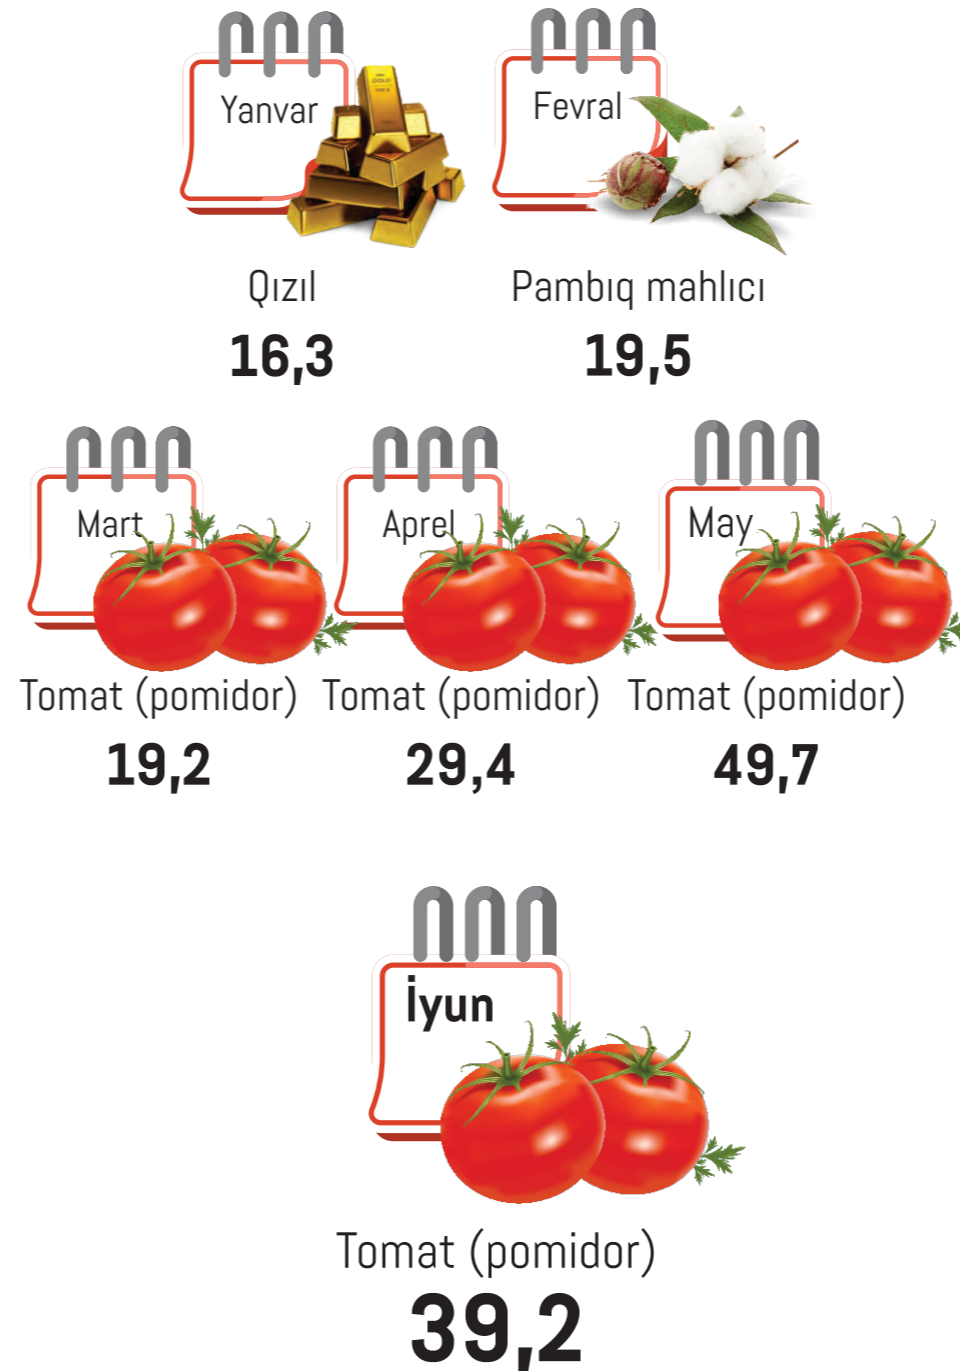 Yanvar
Fevral
Qızıl
Pambıq mahlıcı
16,3
19,5
Mart
Aprel
May
Tomat (pomidor)
Tomat (pomidor)
Tomat (pomidor)
19,2
29,4
49,7
İyun
Tomat (pomidor)
39,2